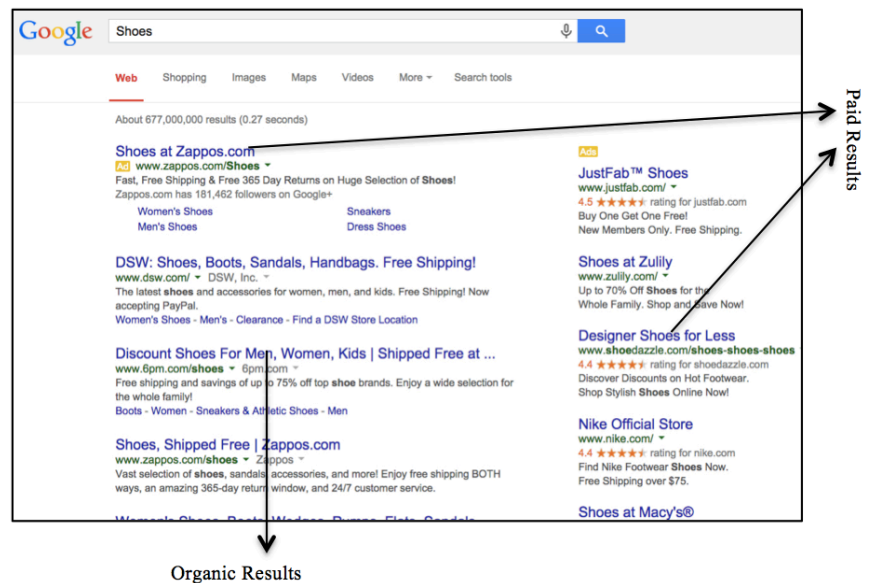 Google
Shoes
Web Shopping Images Maps Videos More Search tools
About 677,000,000 results (0.27 seconds)
Shoes at Zappos.com
Ad www.zappos.com/Shoes
Fast, Free Shipping & Free 365 Day Returns on Huge Selection of Shoes!
Zappos.com has 181,462 followers on Google+
Women's Shoes Sneakers
Men's Shoes Dress Shoes
DSW: Shoes, Boots, Sandals, Handbags. Free Shipping!
www.dsw.com/ DSW, Inc.
The latest shoes and accessories for women, men, and kids. Free Shipping! Now
accepting PayPal.
Women's Shoes - Men's - Clearance - Find a DSW Store Location
Discount Shoes For Men, Women, Kids | Shipped Free at ...
www.6pm.com/shoes 6pm.com
Free shipping and savings of up to 75% off top shoe brands. Enjoy a wide selection for
the whole family!
Boots - Women - Sneakers & Athletic Shoes - Men
Shoes, Shipped Free | Zappos.com
www.zappos.com/shoes Zappos
Vast selection of shoes, sandals, accessories, and more! Enjoy free shipping BOTH
ways, an amazing 365-day return window, and 24/7 customer service.
Women's Shoes, Boots, Wedges, Pumps, Flats, Sandals
Ads
JustFab™ Shoes
www.justfab.com/
4.5 ★★★★★ rating for justfab.com
Buy One Get One Free!
New Members Only. Free Shipping.
Shoes at Zulily
www.zulily.com/
Up to 70% Off Shoes for the
Whole Family. Shop and Save Now!
Designer Shoes for Less
www.shoedazzle.com/shoes-shoes-shoes
4.4 ★★★★★ rating for shoedazzle.com
Discover Discounts on Hot Footwear.
Shop Stylish Shoes Online Now!
Nike Official Store
www.nike.com/
4.4 ★★★★★ rating for nike.com
Find Nike Footwear Shoes Now.
Free Shipping over $75.
Shoes at Macy's®
Paid Results
Organic Results